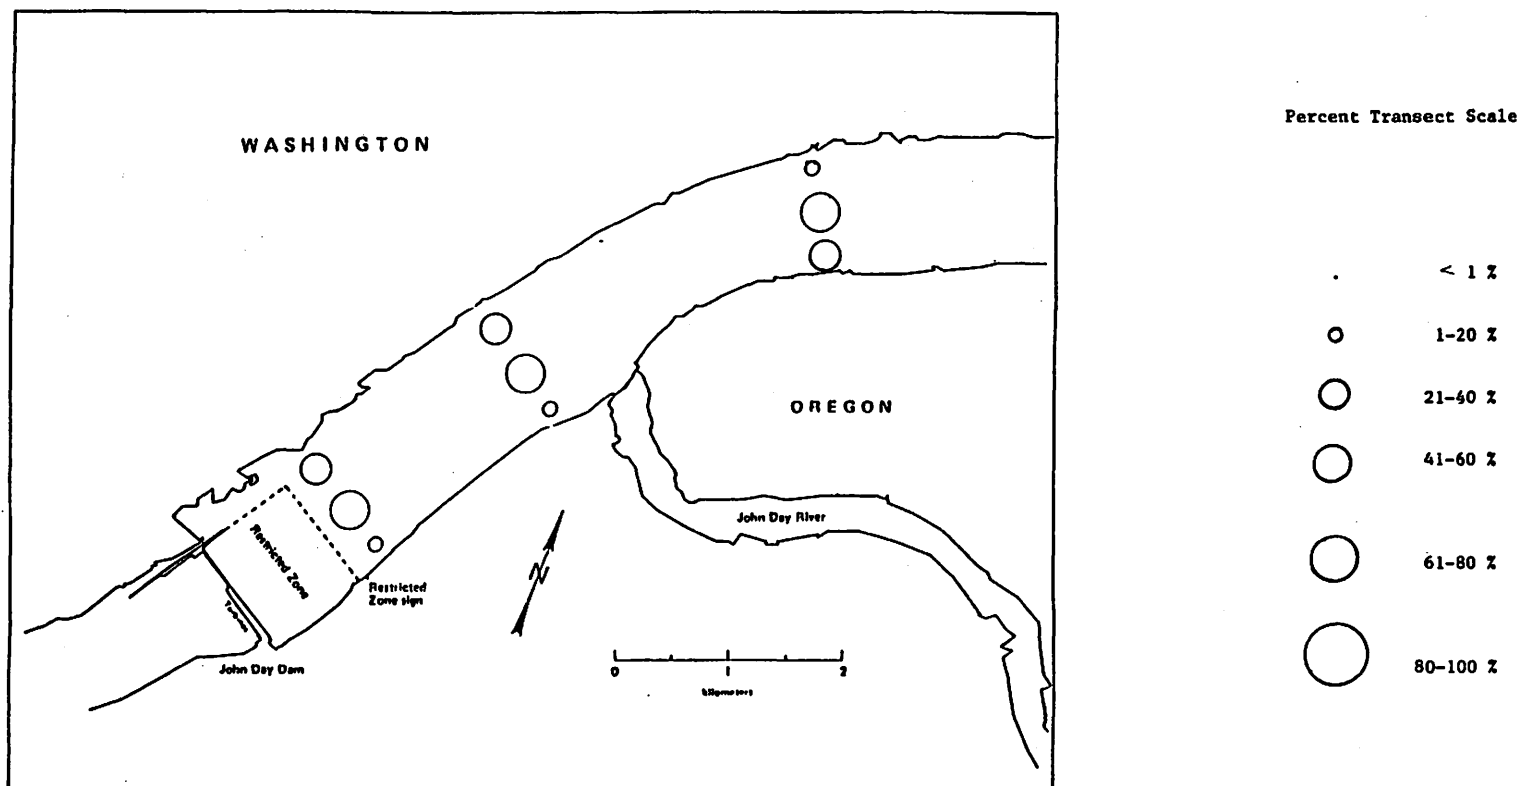 WASHINGTON
OREGON
John Day River
Restricted Zone
Restricted
Zone sign
John Day Dam
N
0 1 2
kilometers
Percent Transect Scale
< 1 %
1-20 %
21-40 %
41-60 %
61-80 %
80-100 %